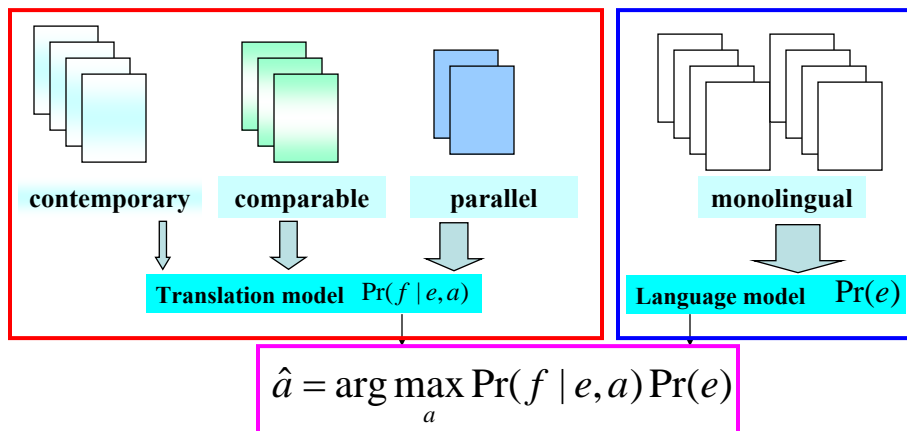 contemporary comparable parallel monolingual
Translation model Pr(f | e, a) Language model Pr(e)
â = arg max Pr(f | e, a) Pr(e)
a